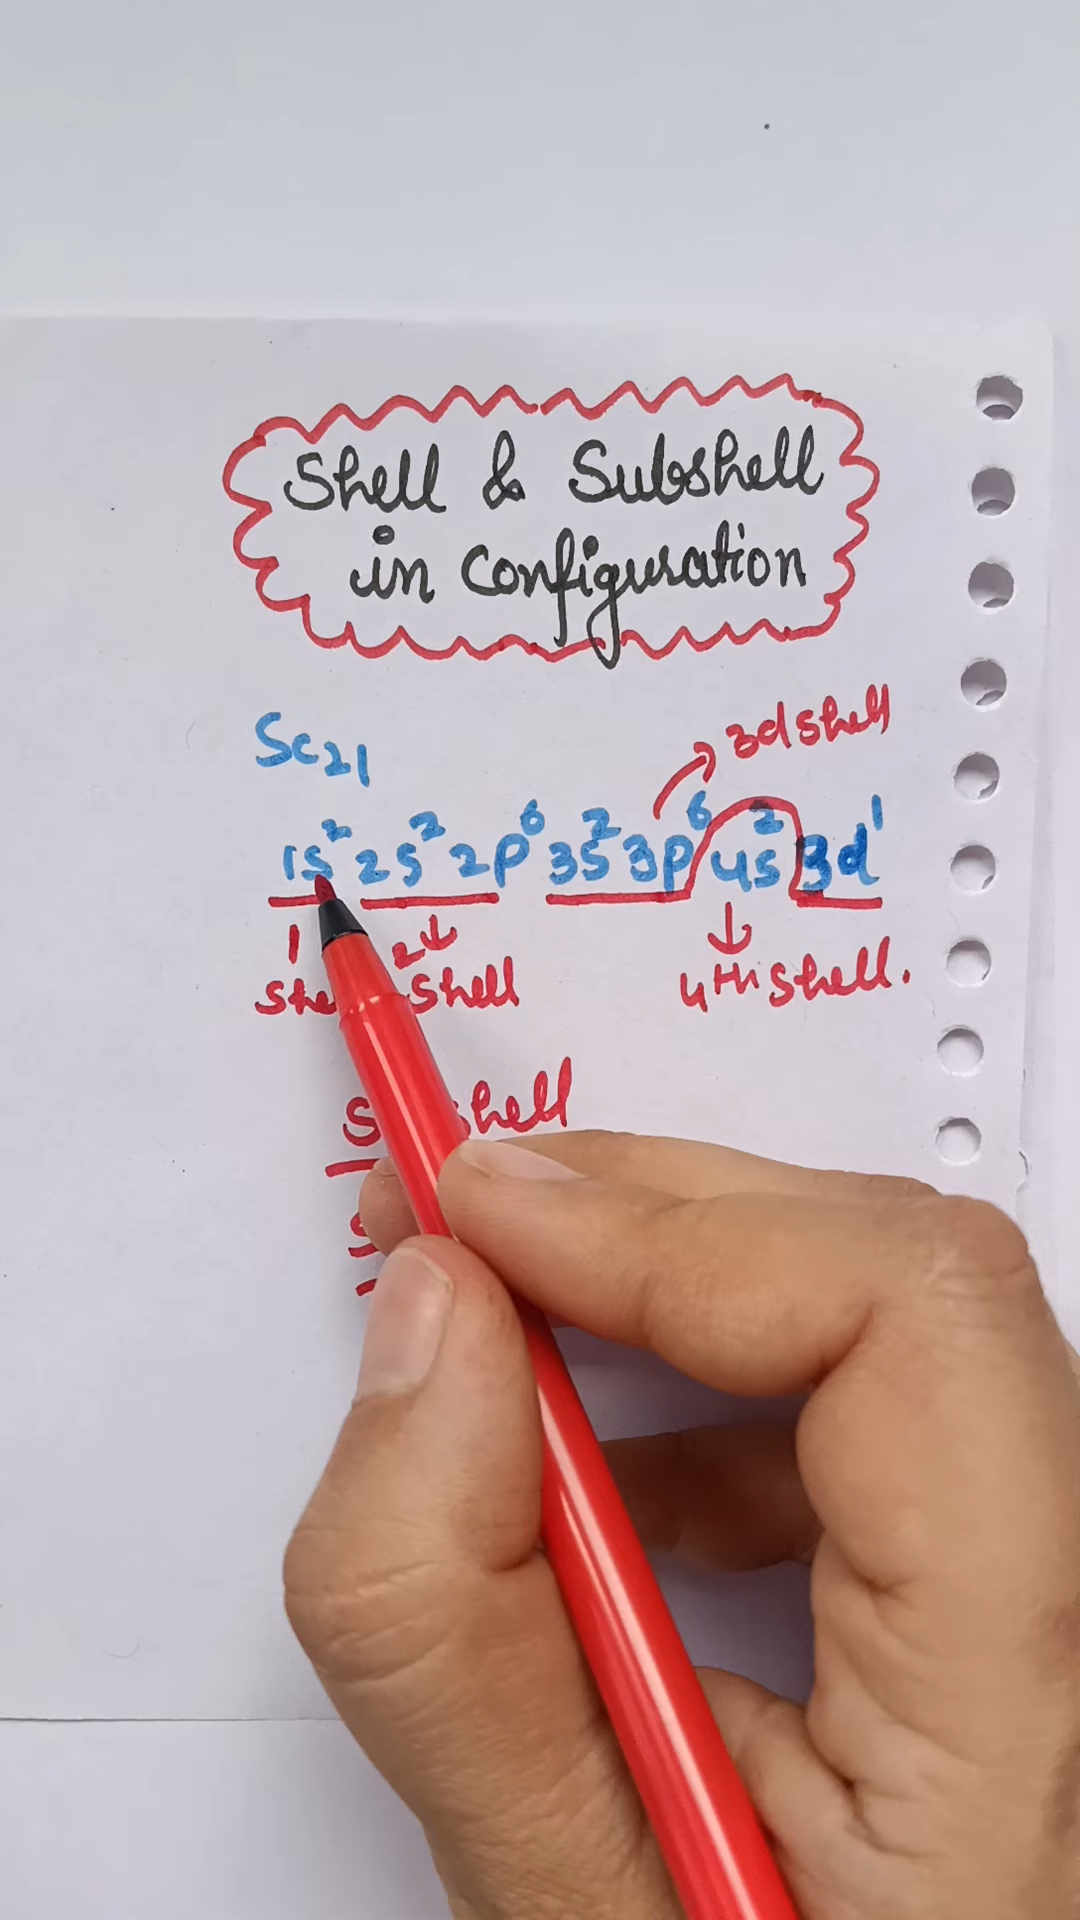 Shell & Subshell
in Configuration
Sc21
3d shell
1s² 2s² 2p⁶ 3s² 3p⁶ 4s² 3d¹
1 2
Shell 4th shell.
shell